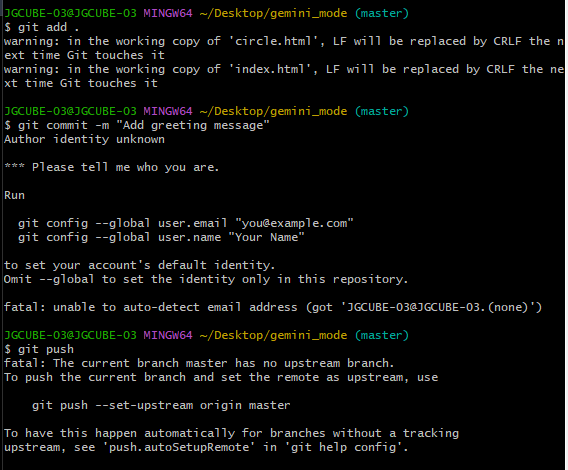 JGCUBE-03@JGCUBE-03 MINGW64 ~/Desktop/gemini_mode (master)
$ git add .
warning: in the working copy of 'circle.html', LF will be replaced by CRLF the n
ext time Git touches it
warning: in the working copy of 'index.html', LF will be replaced by CRLF the ne
xt time Git touches it

JGCUBE-03@JGCUBE-03 MINGW64 ~/Desktop/gemini_mode (master)
$ git commit -m "Add greeting message"
Author identity unknown

*** Please tell me who you are.

Run

  git config --global user.email "you@example.com"
  git config --global user.name "Your Name"

to set your account's default identity.
Omit --global to set the identity only in this repository.

fatal: unable to auto-detect email address (got 'JGCUBE-03@JGCUBE-03.(none)')

JGCUBE-03@JGCUBE-03 MINGW64 ~/Desktop/gemini_mode (master)
$ git push
fatal: The current branch master has no upstream branch.
To push the current branch and set the remote as upstream, use

    git push --set-upstream origin master

To have this happen automatically for branches without a tracking
upstream, see 'push.autoSetupRemote' in 'git help config'.